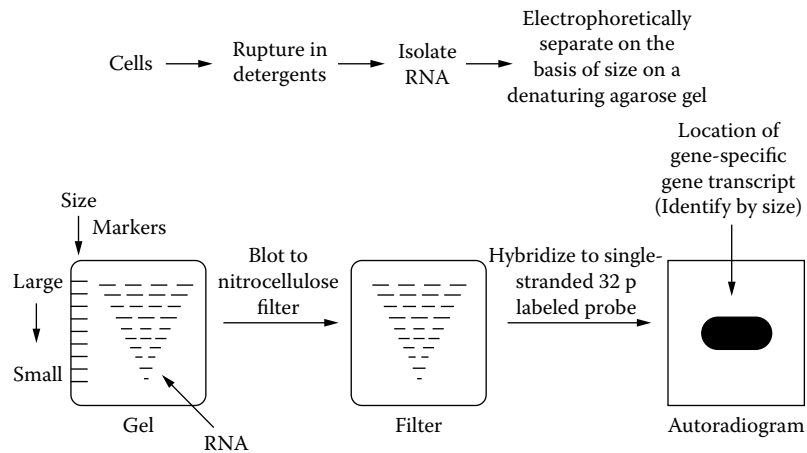 Cells
Rupture in
detergents
Isolate
RNA
Electrophoretically
separate on the
basis of size on a
denaturing agarose gel
Location of
gene-specific
gene transcript
(Identify by size)
Size
Markers
Large
Small
Blot to
nitrocellulose
filter
Hybridize to single-
stranded 32 p
labeled probe
Gel
RNA
Filter
Autoradiogram